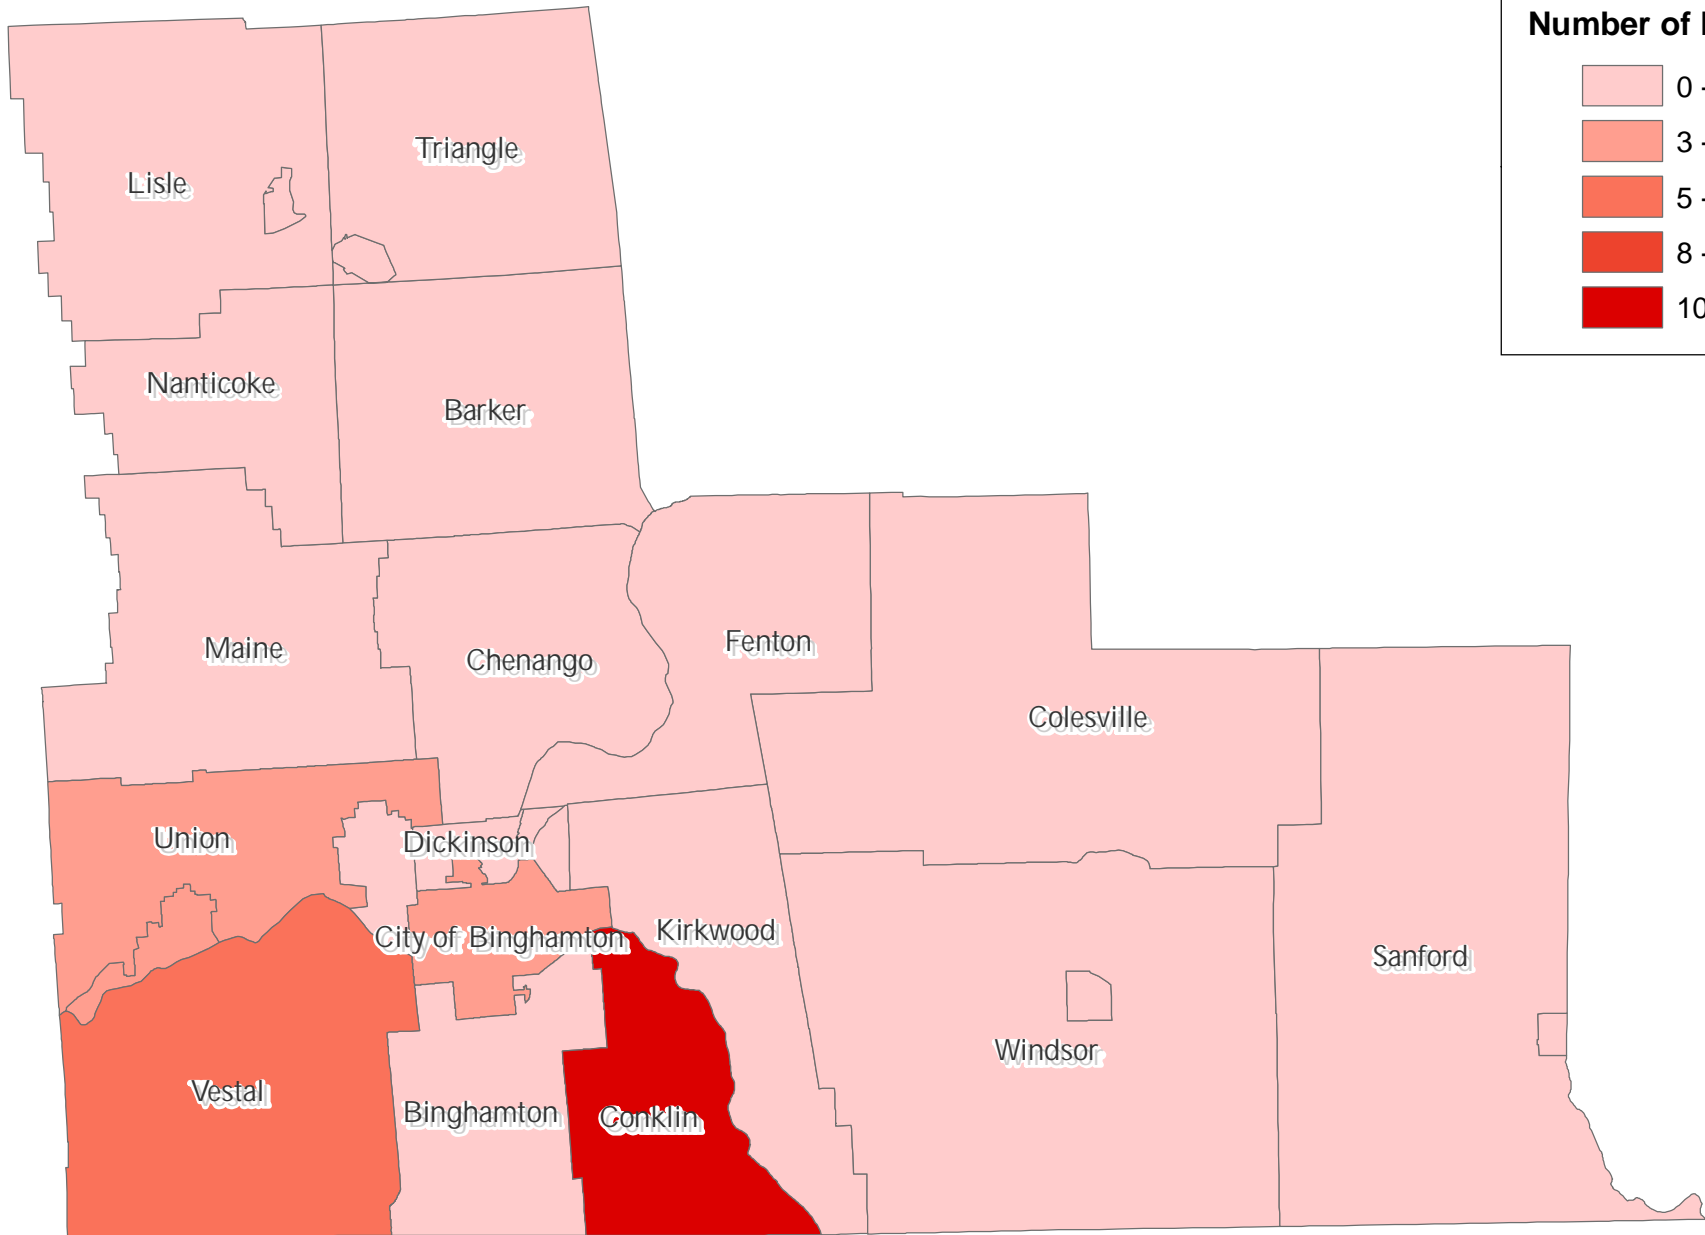 Number of
0 -
3 -
5 -
8 -
10
Triangle
Lisle
Nanticoke
Barker
Maine
Chenango
Fenton
Colesville
Union
Dickinson
City of Binghamton
Kirkwood
Sanford
Windsor
Vestal
Binghamton
Conklin